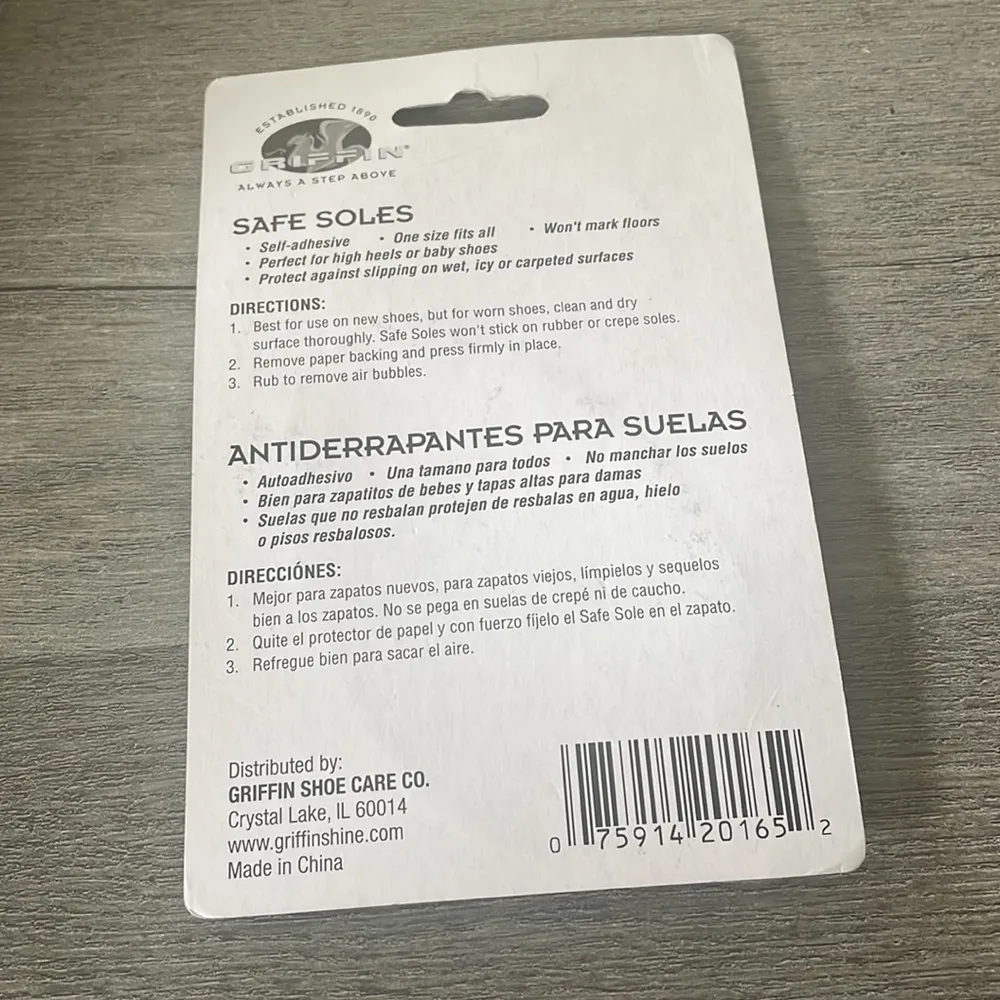 ESTABLISHED 1890
GRIFFIN®
ALWAYS A STEP ABOVE
SAFE SOLES
• Self-adhesive • One size fits all • Won't mark floors
• Perfect for high heels or baby shoes
• Protect against slipping on wet, icy or carpeted surfaces
DIRECTIONS:
1. Best for use on new shoes, but for worn shoes, clean and dry
surface thoroughly. Safe Soles won't stick on rubber or crepe soles.
2. Remove paper backing and press firmly in place.
3. Rub to remove air bubbles.
ANTIDERRAPANTES PARA SUELAS
• Autoadhesivo • Una tamano para todos • No manchar los suelos
• Bien para zapatitos de bebes y tapas altas para damas
• Suelas que no resbalan protejen de resbalas en agua, hielo
o pisos resbalosos.
DIRECCIÓNES:
1. Mejor para zapatos nuevos, para zapatos viejos, límpielos y sequelos
bien a los zapatos. No se pega en suelas de crepé ni de caucho.
2. Quite el protector de papel y con fuerzo fíjelo el Safe Sole en el zapato.
3. Refregue bien para sacar el aire.
Distributed by:
GRIFFIN SHOE CARE CO.
Crystal Lake, IL 60014
www.griffinshine.com
Made in China
0 75914 20165 2